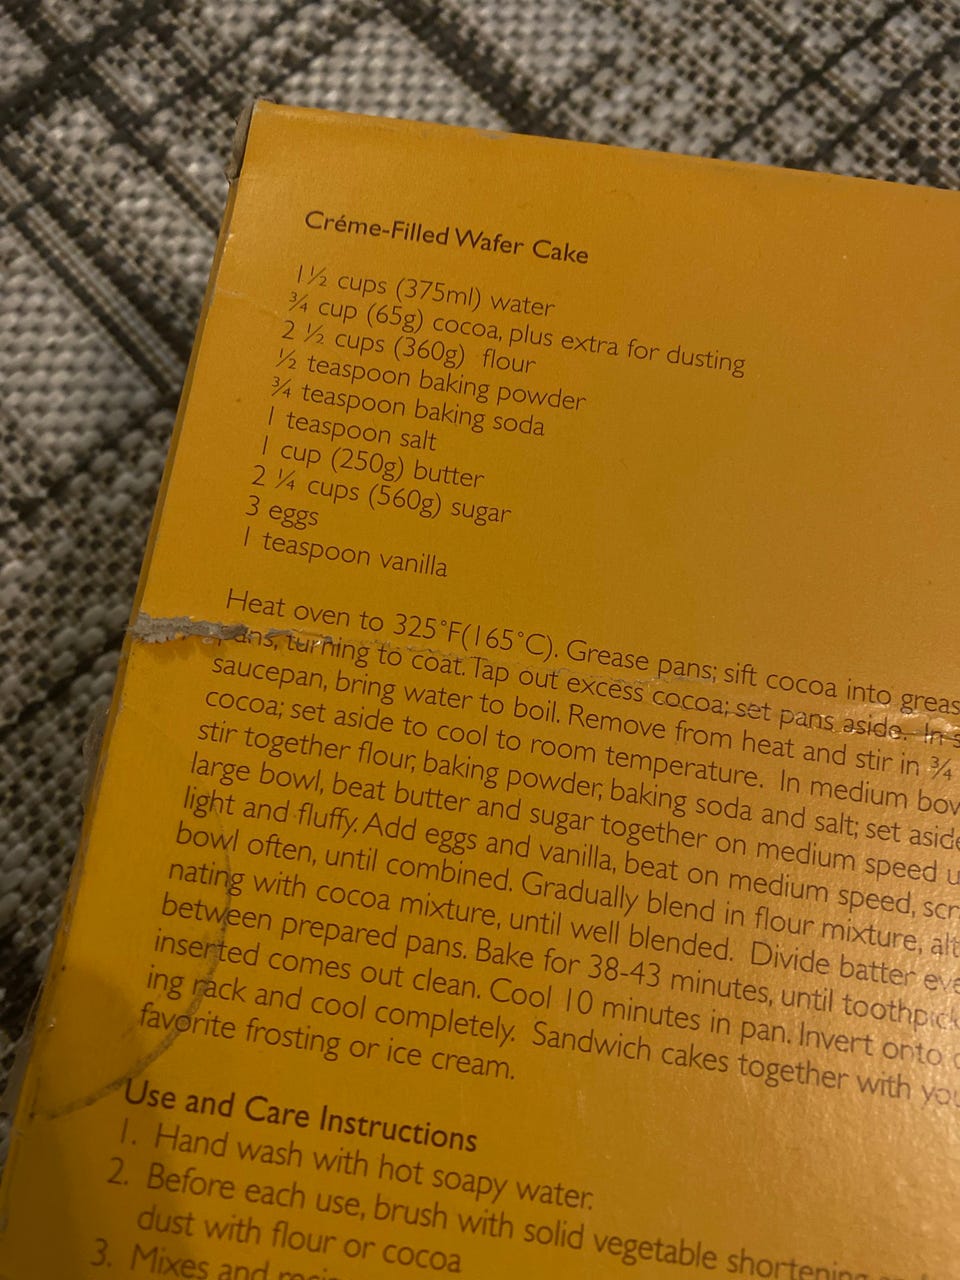 Créme-Filled Wafer Cake
1 ½ cups (375ml) water
¾ cup (65g) cocoa, plus extra for dusting
2 ½ cups (360g) flour
½ teaspoon baking powder
¾ teaspoon baking soda
1 teaspoon salt
1 cup (250g) butter
2 ¼ cups (560g) sugar
3 eggs
1 teaspoon vanilla
Heat oven to 325°F(165°C). Grease pans; sift cocoa into greas
pans, turning to coat. Tap out excess cocoa; set pans aside. In s
saucepan, bring water to boil. Remove from heat and stir in ¾
cocoa; set aside to cool to room temperature. In medium bow
stir together flour, baking powder, baking soda and salt; set aside
large bowl, beat butter and sugar together on medium speed u
light and fluffy. Add eggs and vanilla, beat on medium speed, scr
bowl often, until combined. Gradually blend in flour mixture, alt
nating with cocoa mixture, until well blended. Divide batter eve
between prepared pans. Bake for 38-43 minutes, until toothpick
inserted comes out clean. Cool 10 minutes in pan. Invert onto c
ing rack and cool completely. Sandwich cakes together with you
favorite frosting or ice cream.
Use and Care Instructions
1. Hand wash with hot soapy water.
2. Before each use, brush with solid vegetable shortening
dust with flour or cocoa
3. Mixes and